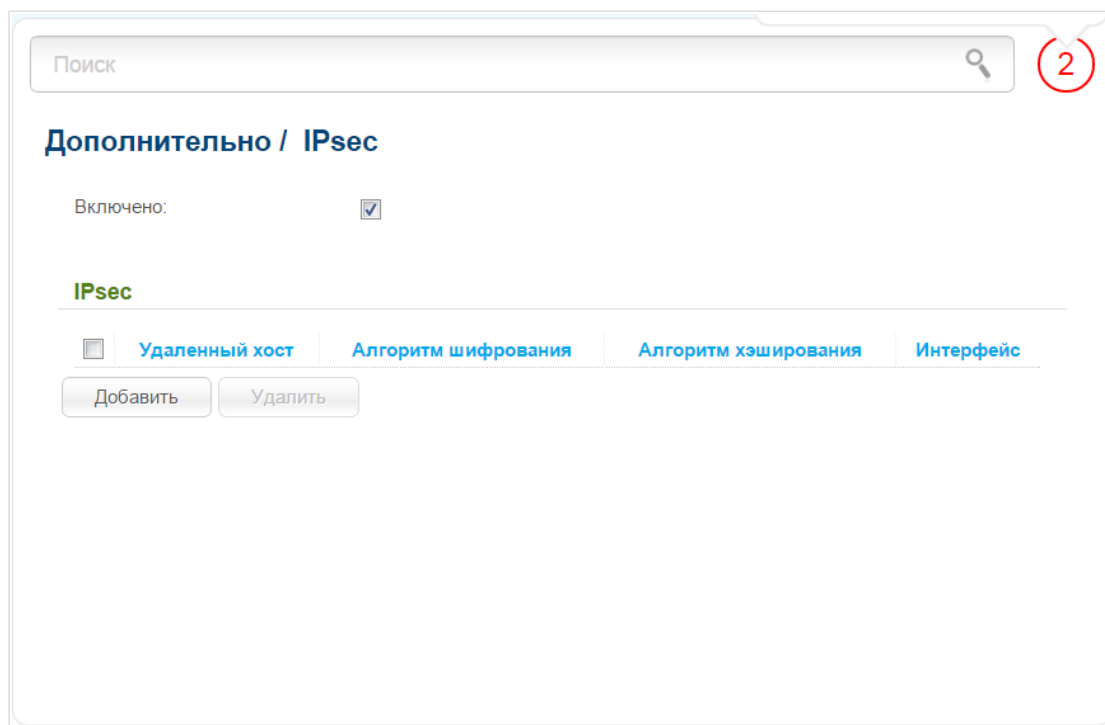 Поиск
2
Дополнительно / IPsec
Включено:
IPsec
Удаленный хост Алгоритм шифрования Алгоритм хэширования Интерфейс
Добавить Удалить